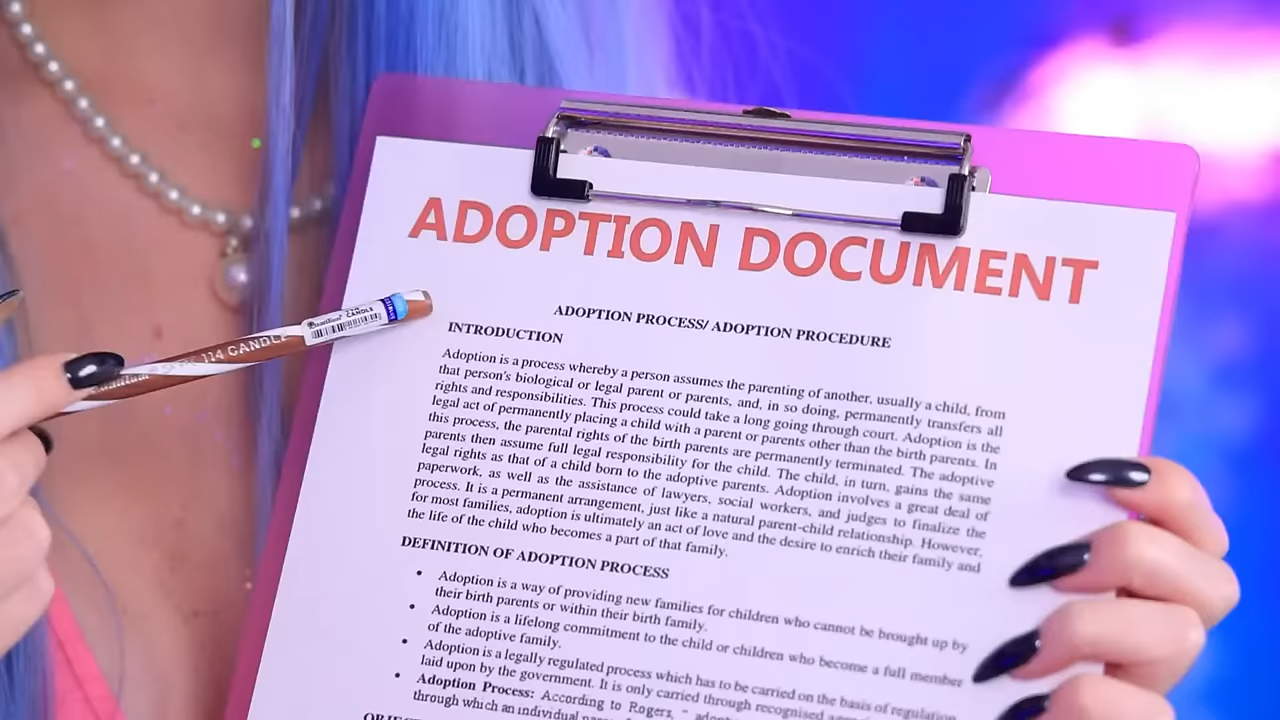 ADOPTION DOCUMENT
ADOPTION PROCESS/ ADOPTION PROCEDURE
INTRODUCTION
Adoption is a process whereby a person assumes the parenting of another, usually a child, from
that person's biological or legal parent or parents, and, in so doing, permanently transfers all
rights and responsibilities. This process could take a long going through court. Adoption is the
legal act of permanently placing a child with a parent or parents other than the birth parents. In
this process, the parental rights of the birth parents are permanently terminated. The adoptive
parents then assume full legal responsibility for the child. The child, in turn, gains the same
legal rights as that of a child born to the adoptive parents. Adoption involves a great deal of
paperwork, as well as the assistance of lawyers, social workers, and judges to finalize the
process. It is a permanent arrangement, just like a natural parent-child relationship. However,
for most families, adoption is ultimately an act of love and the desire to enrich their family and
the life of the child who becomes a part of that family.
DEFINITION OF ADOPTION PROCESS
• Adoption is a way of providing new families for children who cannot be brought up by
their birth parents or within their birth family.
• Adoption is a lifelong commitment to the child or children who become a full member
of the adoptive family.
• Adoption is a legally regulated process which has to be carried on the basis of regulation
laid upon by the government. It is only carried through recognised
• Adoption Process: According to Rogers, "
through which an individual
114 CANDLE
CANDLE